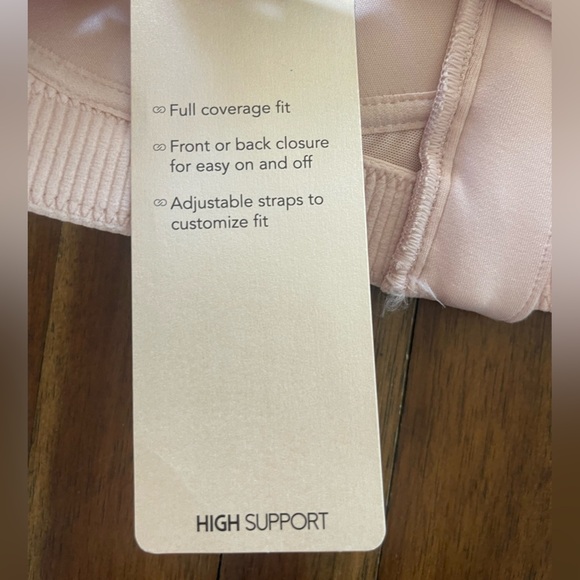 Full coverage fit
Front or back closure
for easy on and off
Adjustable straps to
customize fit
HIGH SUPPORT